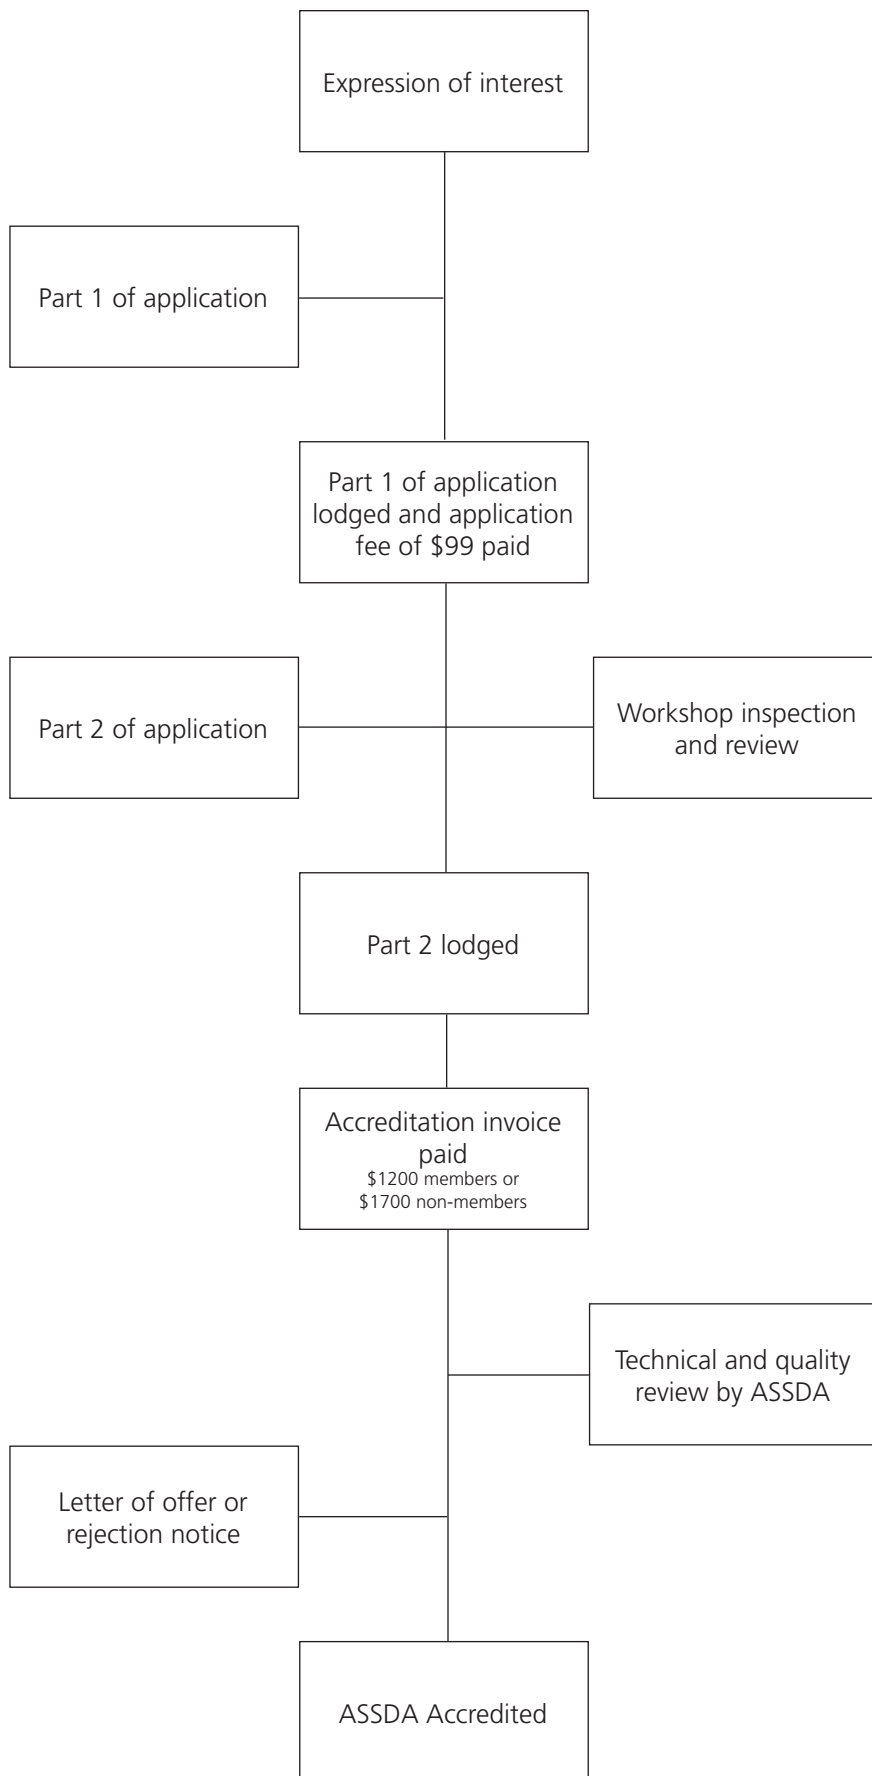 Expression of interest
Part 1 of application
Part 1 of application
lodged and application
fee of $99 paid
Part 2 of application
Workshop inspection
and review
Part 2 lodged
Accreditation invoice
paid
$1200 members or
$1700 non-members
Technical and quality
review by ASSDA
Letter of offer or
rejection notice
ASSDA Accredited